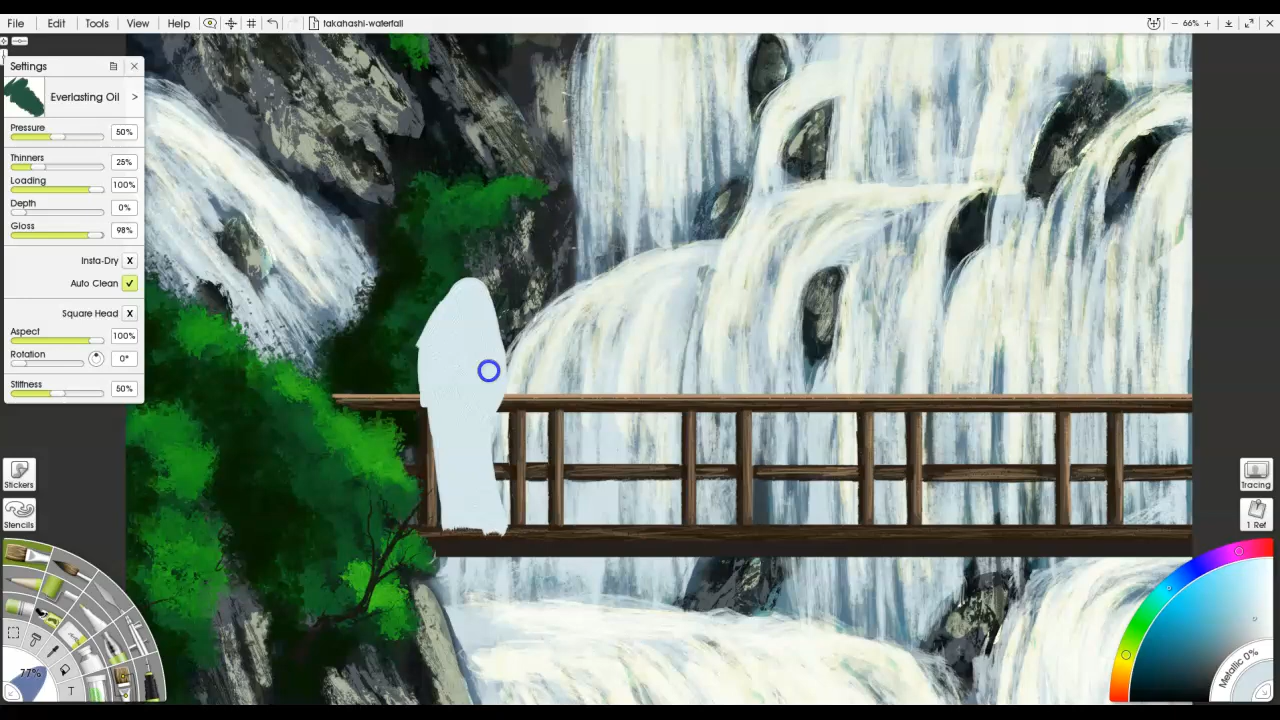 File Edit Tools View Help takahashi-waterfall − 66% +
Settings
Everlasting Oil >
Pressure 50%
Thinners 25%
Loading 100%
Depth 0%
Gloss 98%
Insta-Dry X
Auto Clean ✓
Square Head X
Aspect 100%
Rotation 0°
Stiffness 50%
Stickers
Stencils
Tracing
1 Ref
77%
T
Metallic 0%